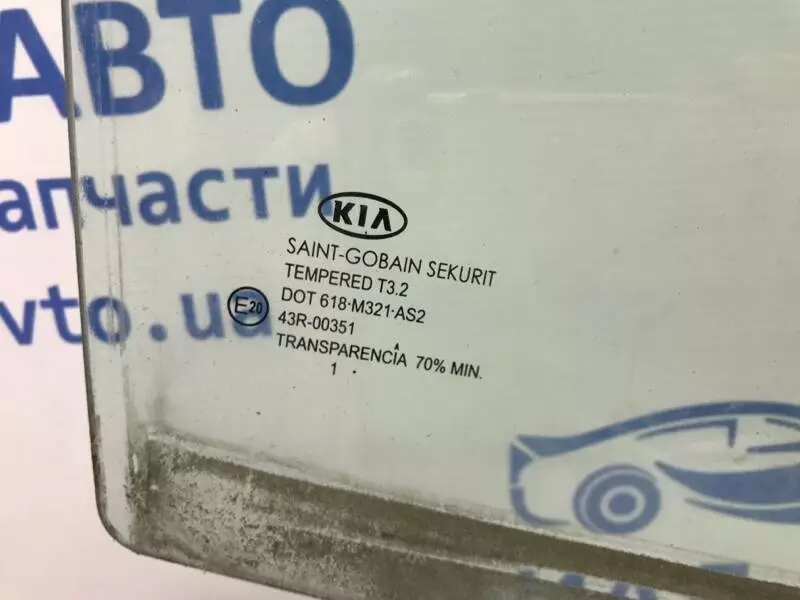 АВТО
апчасти
vto.ua
KIA
SAINT-GOBAIN SEKURIT
TEMPERED T3.2
DOT 618·M321·AS2
E20
43R-00351
TRANSPARENCIA 70% MIN.
1 ·